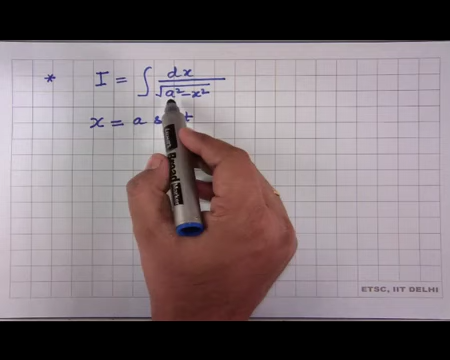 * I = ∫ dx / √(a² - x²)
x = a t
ETSC, IIT DELHI